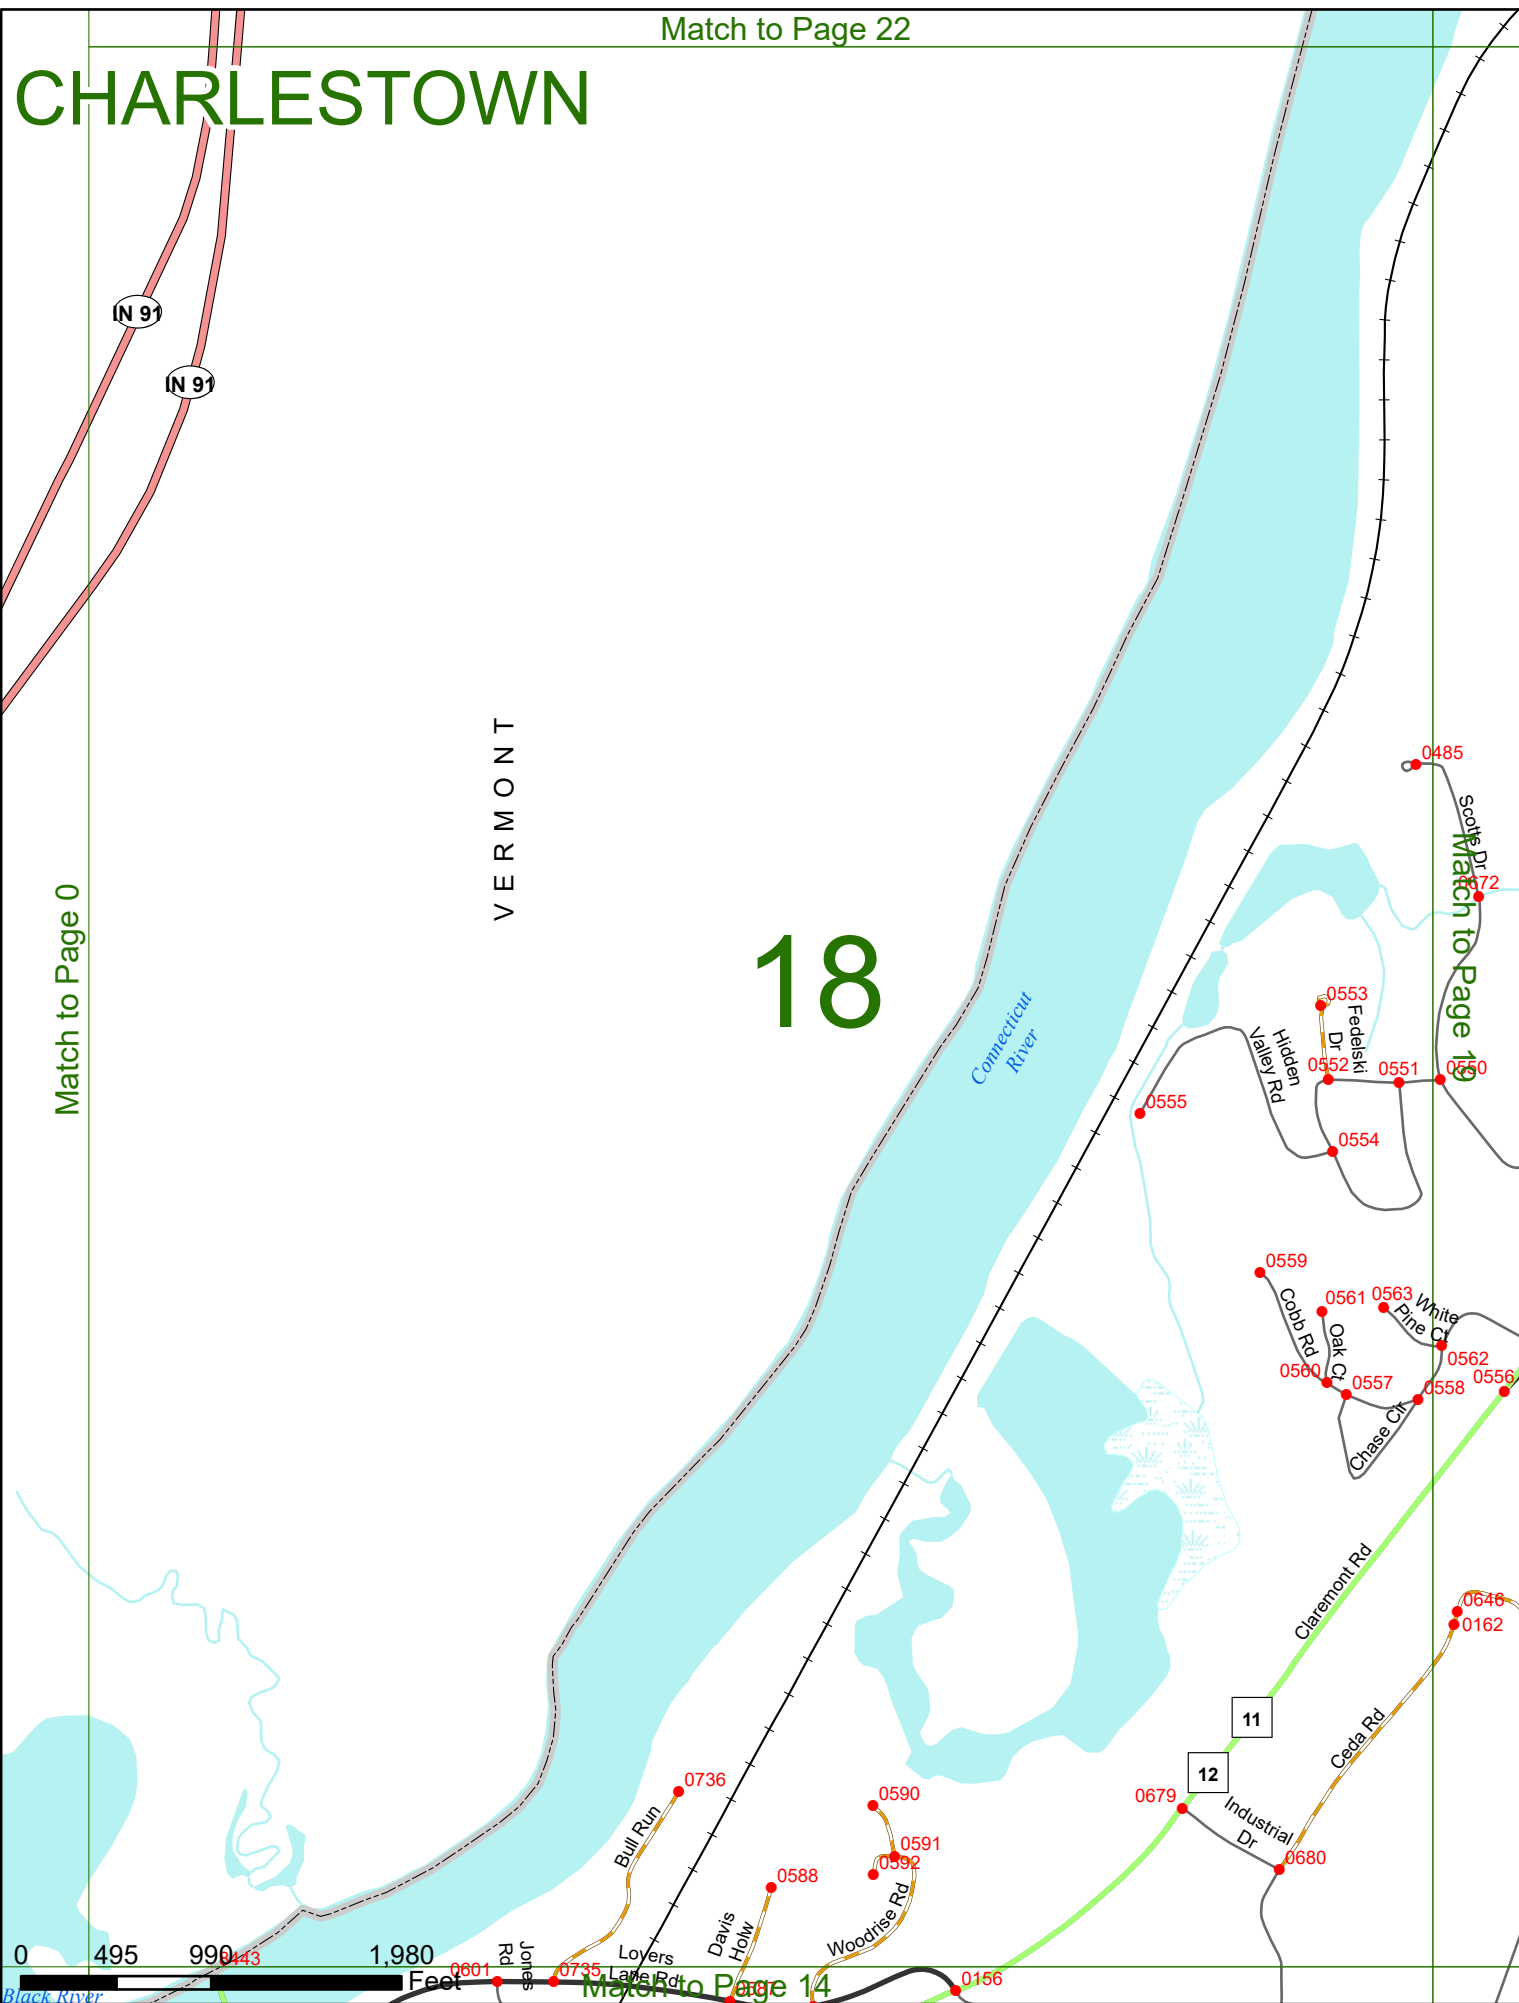 Match to Page 22
CHARLESTOWN
IN 91
IN 91
VERMONT
0485
Scotts Dr
0672
Match to Page 0
18
Match to Page 19
Connecticut
River
0553
Fedelski
Dr
Hidden
Valley Rd
0552
0551
0550
0555
0554
0559
0561
0563
White
Pine Ct
Cobb Rd
Oak Ct
0562
0560
0557
0558
0556
Chase Cir
Claremont Rd
0646
0162
11
Ceda Rd
12
0736
0590
0679
Industrial
Dr
Bull Run
0591
0592
0680
0588
Woodrise Rd
Davis
Holw
0 495 990 1,980
Feet
0443
0601
Jones
Rd
0735
Lovers
Lane Rd
Match to Page 14
0587
0156
Black River